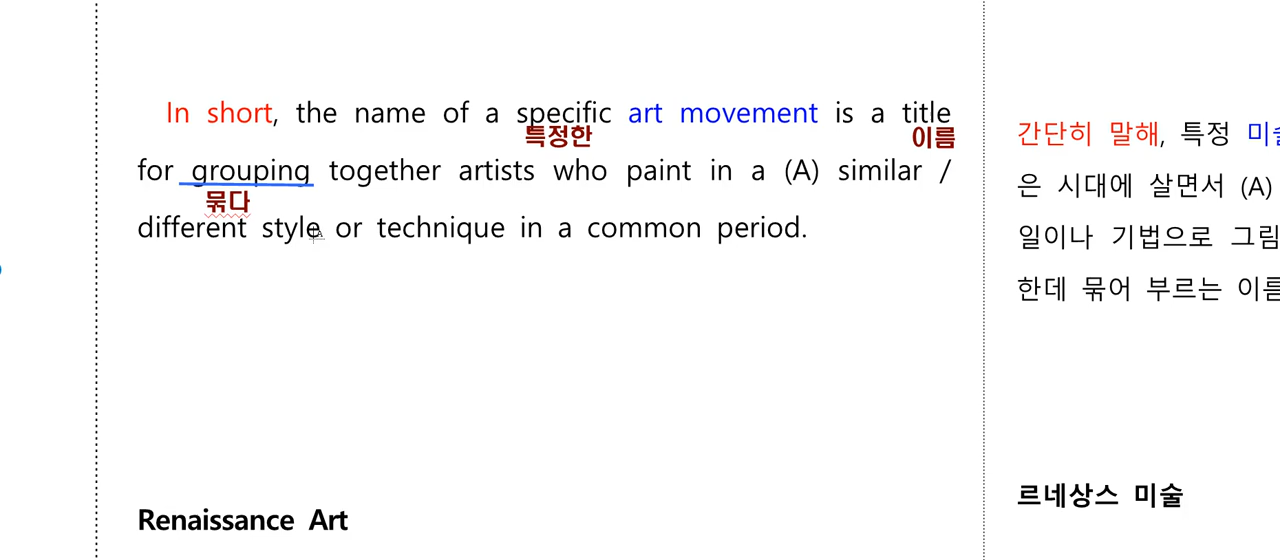 In short, the name of a specific art movement is a title
특정한 이름
for grouping together artists who paint in a (A) similar /
묶다
different style or technique in a common period.
Renaissance Art
간단히 말해, 특정
은 시대에 살면서 (A)
일이나 기법으로 그림
한데 묶어 부르는 이름
르네상스 미술